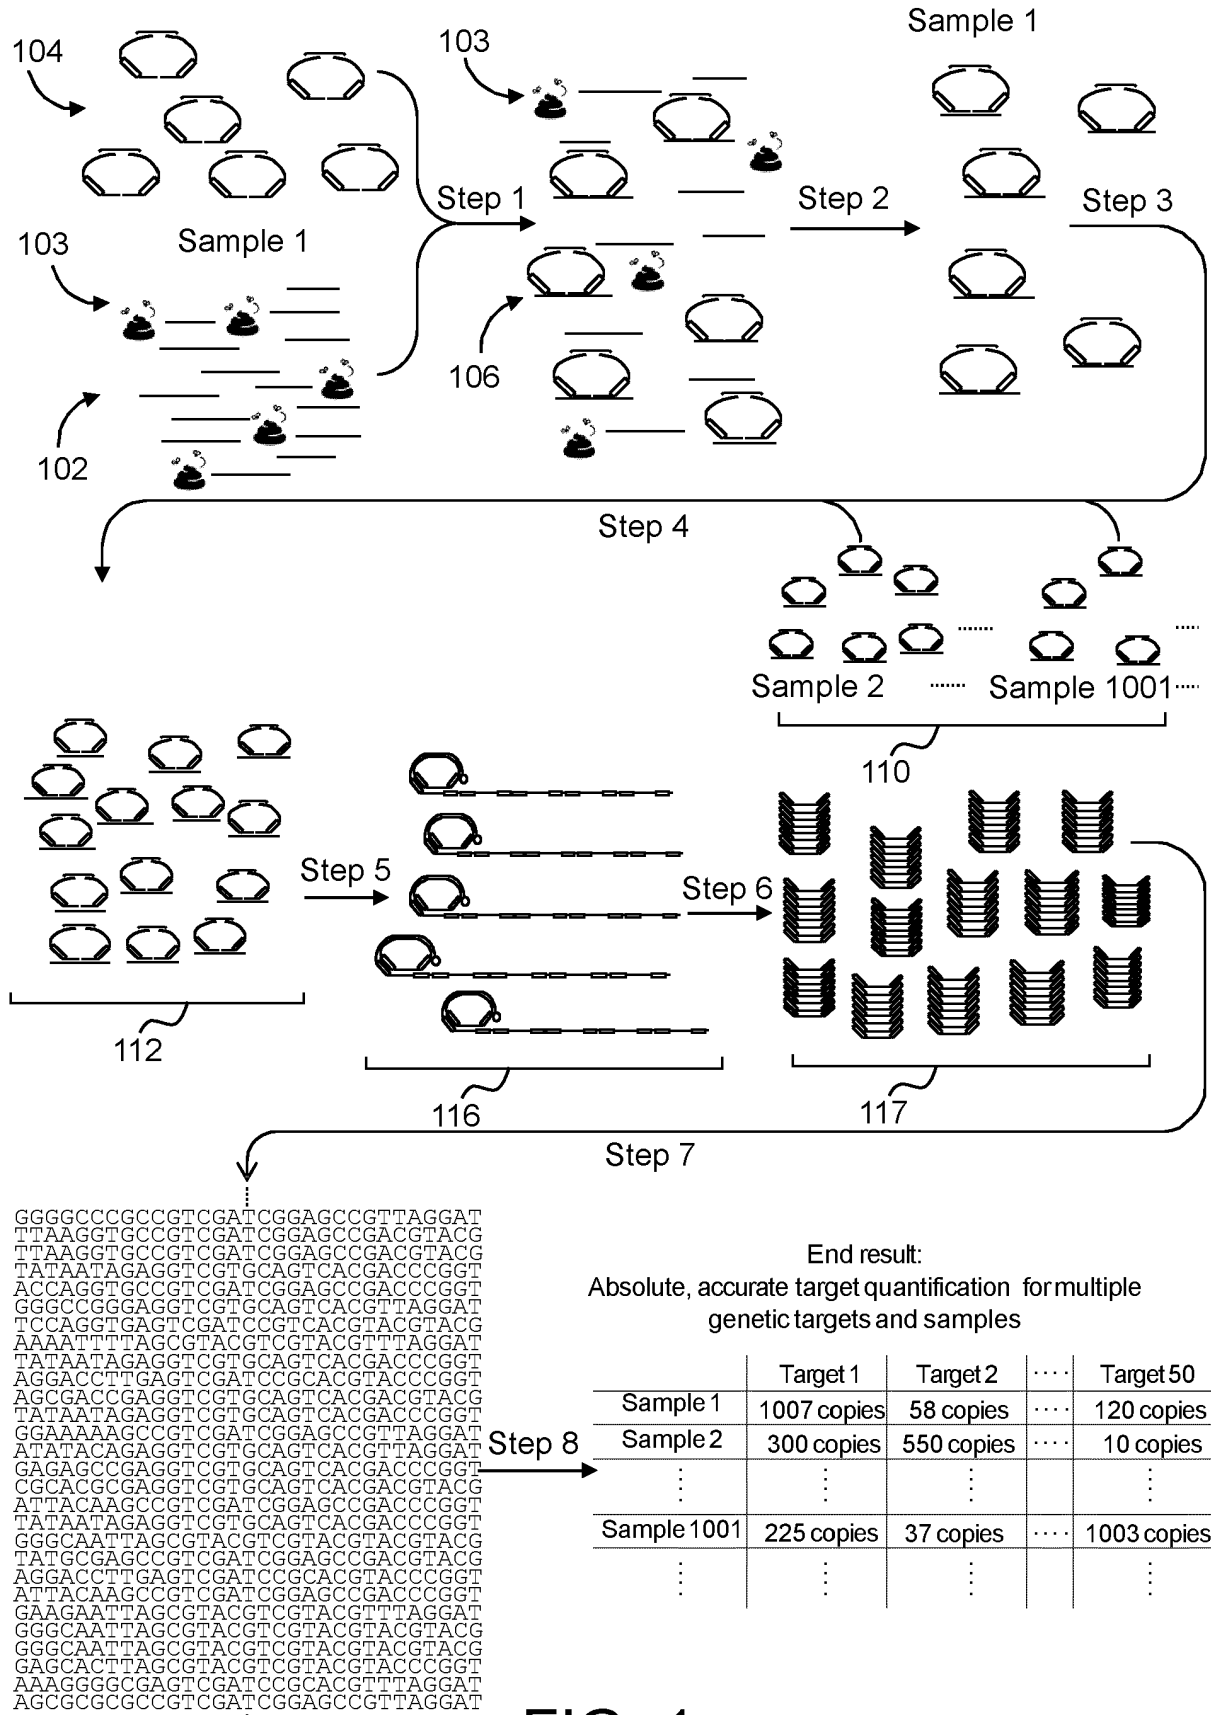 Sample 1
104
103
Step 1
Step 2
Step 3
103
Sample 1
106
102
Step 4
Sample 2 ....... Sample 1001 ....
110
Step 5
Step 6
112
116
117
Step 7
GGGGCCCGCCGTCGATCGGAGCCGTTAGGAT
TTAAGGTGCCGTCGATCGGAGCCGACGTACG
TTAAGGTGCCGTCGATCGGAGCCGACGTACG
TATAATAGAGGTCGTGCAGTCACGACCCGGT
ACCAGGTGCCGTCGATCGGAGCCGACCCGGT
GGGCCGGGAGGTCGTGCAGTCACGTTAGGAT
TCCAGGTGAGTCGATCCGTCACGTACGTACG
AAAATTTTAGCGTACGTCGTACGTTTAGGAT
TATAATAGAGGTCGTGCAGTCACGACCCGGT
AGGACCTTGAGTCGATCCGCACGTACCCGGT
AGCGACCGAGGTCGTGCAGTCACGACGTACG
TATAATAGAGGTCGTGCAGTCACGACCCGGT
GGAAAAAGCCGTCGATCGGAGCCGTTAGGAT
ATATACAGAGGTCGTGCAGTCACGTTAGGAT
GAGAGCCGAGGTCGTGCAGTCACGACCCGGT
CGCACGCGAGGTCGTGCAGTCACGACGTACG
ATTACAAGCCGTCGATCGGAGCCGACCCGGT
TATAATAGAGGTCGTGCAGTCACGACCCGGT
GGGCAATTAGCGTACGTCGTACGTACGTACG
TATGCGAGCCGTCGATCGGAGCCGACGTACG
AGGACCTTGAGTCGATCCGCACGTACCCGGT
ATTACAAGCCGTCGATCGGAGCCGACCCGGT
GAAGAATTAGCGTACGTCGTACGTTTAGGAT
GGGCAATTAGCGTACGTCGTACGTACGTACG
GGGCAATTAGCGTACGTCGTACGTACGTACG
GAGCACTTAGCGTACGTCGTACGTACCCGGT
AAAGGGGCGAGTCGATCCGCACGTTTAGGAT
AGCGCGCGCCGTCGATCGGAGCCGTTAGGAT
Step 8
End result:
Absolute, accurate target quantification for multiple
genetic targets and samples
Target 1 Target 2 .... Target 50
Sample 1 1007 copies 58 copies .... 120 copies
Sample 2 300 copies 550 copies .... 10 copies
Sample 1001 225 copies 37 copies .... 1003 copies